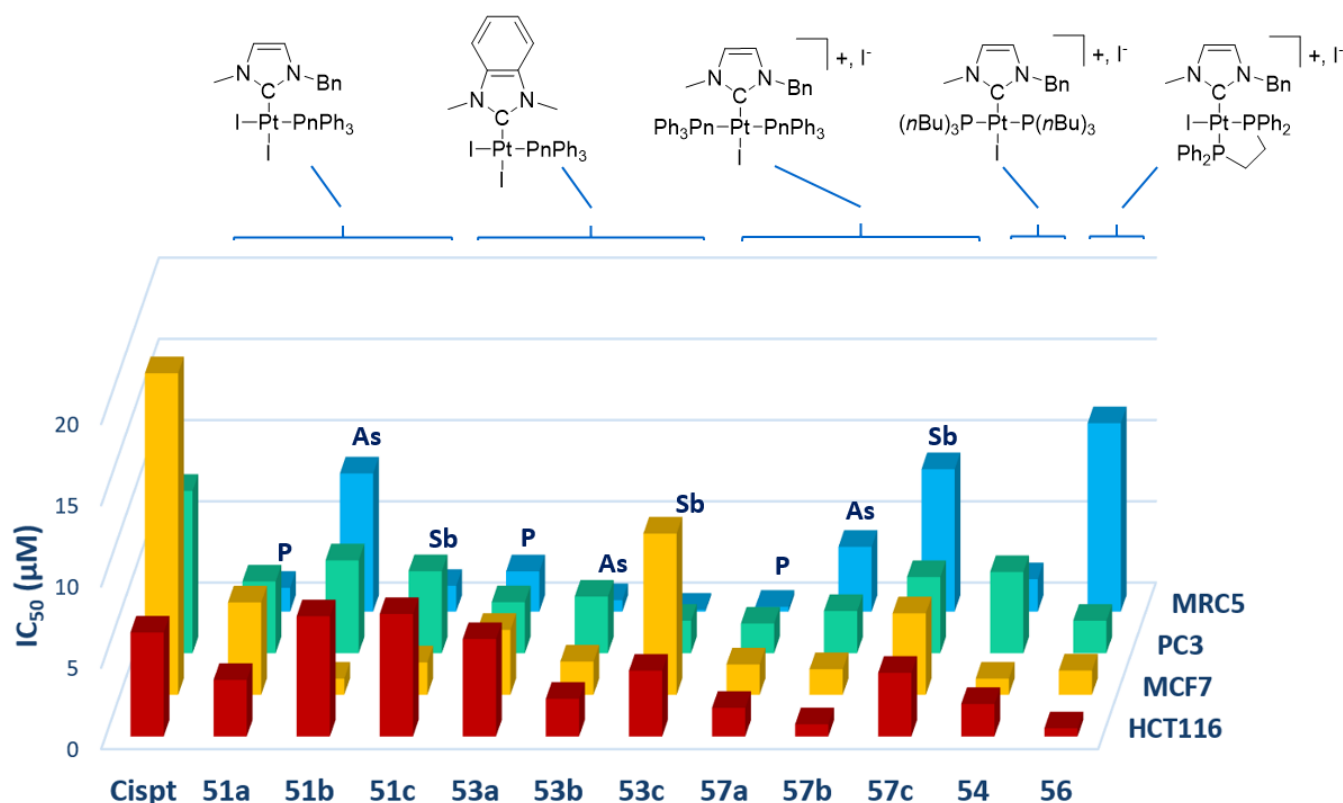 N N Bn
C
I Pt PnPh3
I
N N
C
I Pt PnPh3
I
+, I-
N N Bn
C
Ph3Pn Pt PnPh3
I
+, I-
N N Bn
C
(nBu)3P Pt P(nBu)3
I
+, I-
N N Bn
C
I Pt PPh2
Ph2P
IC50 (µM)
20
15
10
5
0
P
As
Sb
P
As
Sb
P
As
Sb
MRC5
PC3
MCF7
HCT116
Cispt 51a 51b 51c 53a 53b 53c 57a 57b 57c 54 56